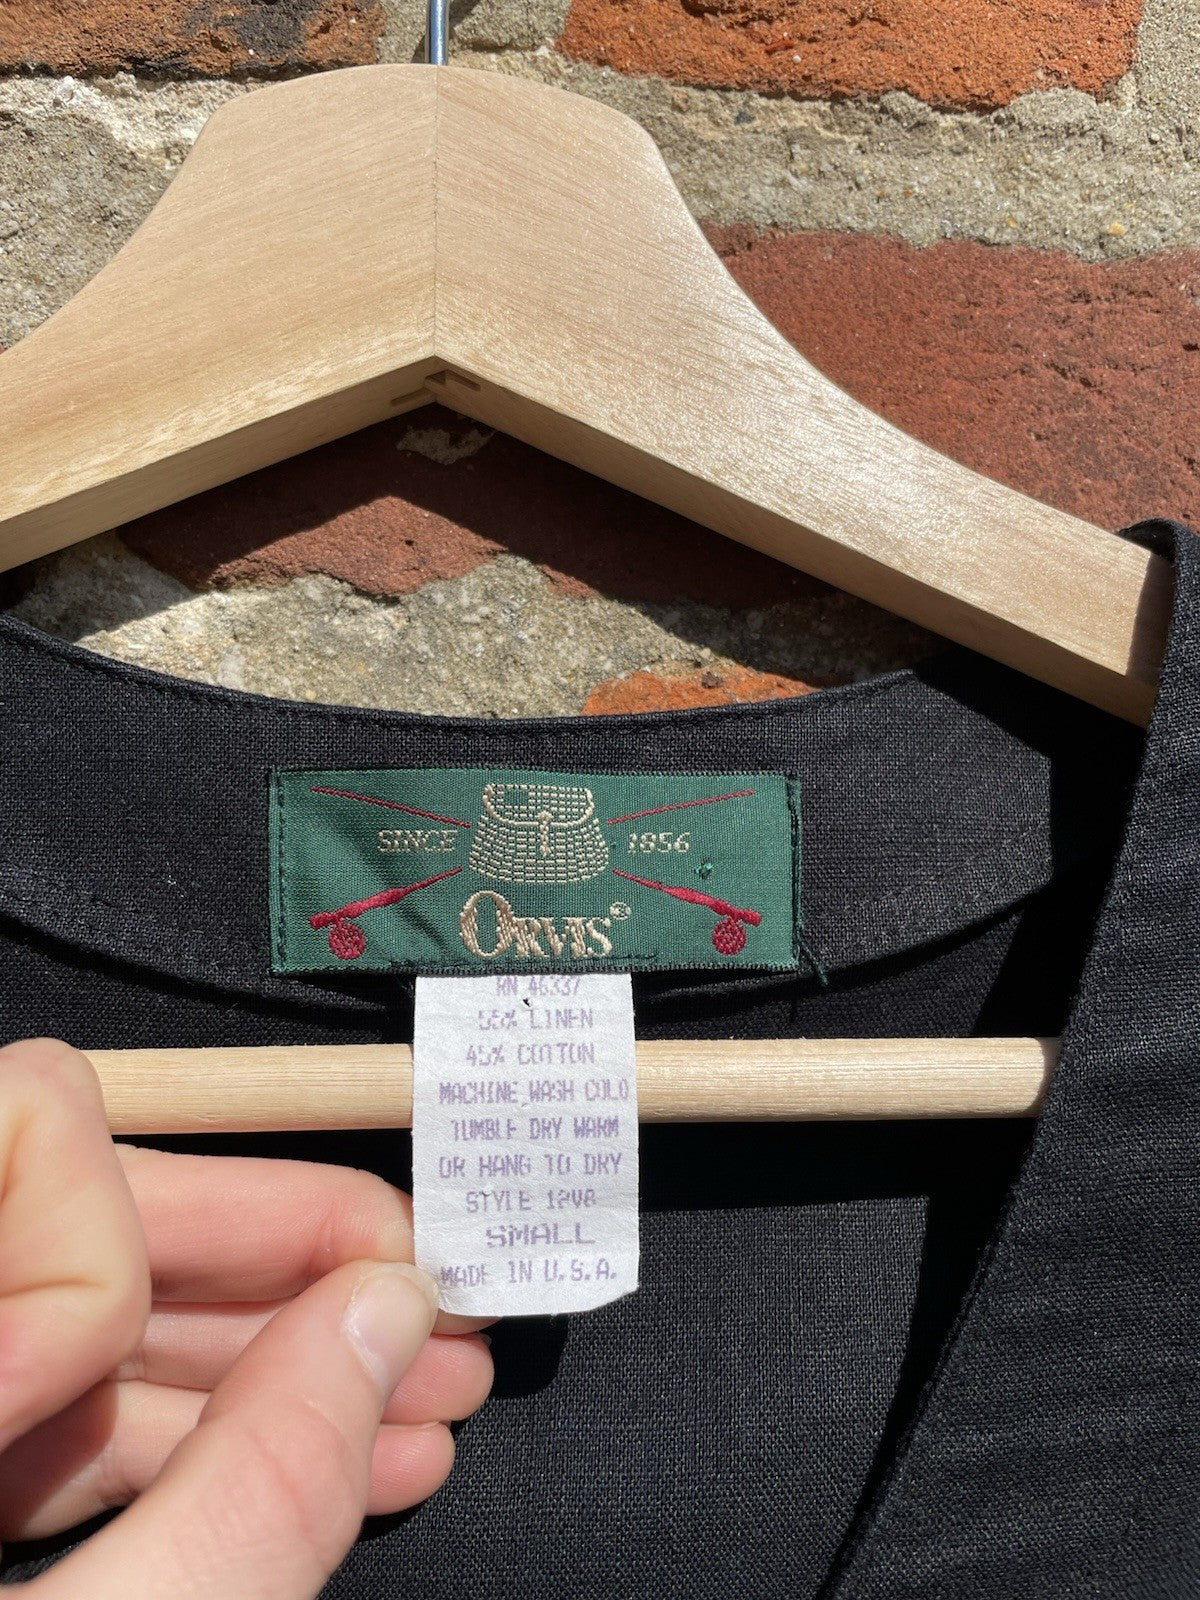 SINCE 1856
ORVIS®
RN 46337
55% LINEN
45% COTTON
MACHINE WASH COLD
TUMBLE DRY WARM
OR HANG TO DRY
STYLE
SMALL
MADE IN U.S.A.